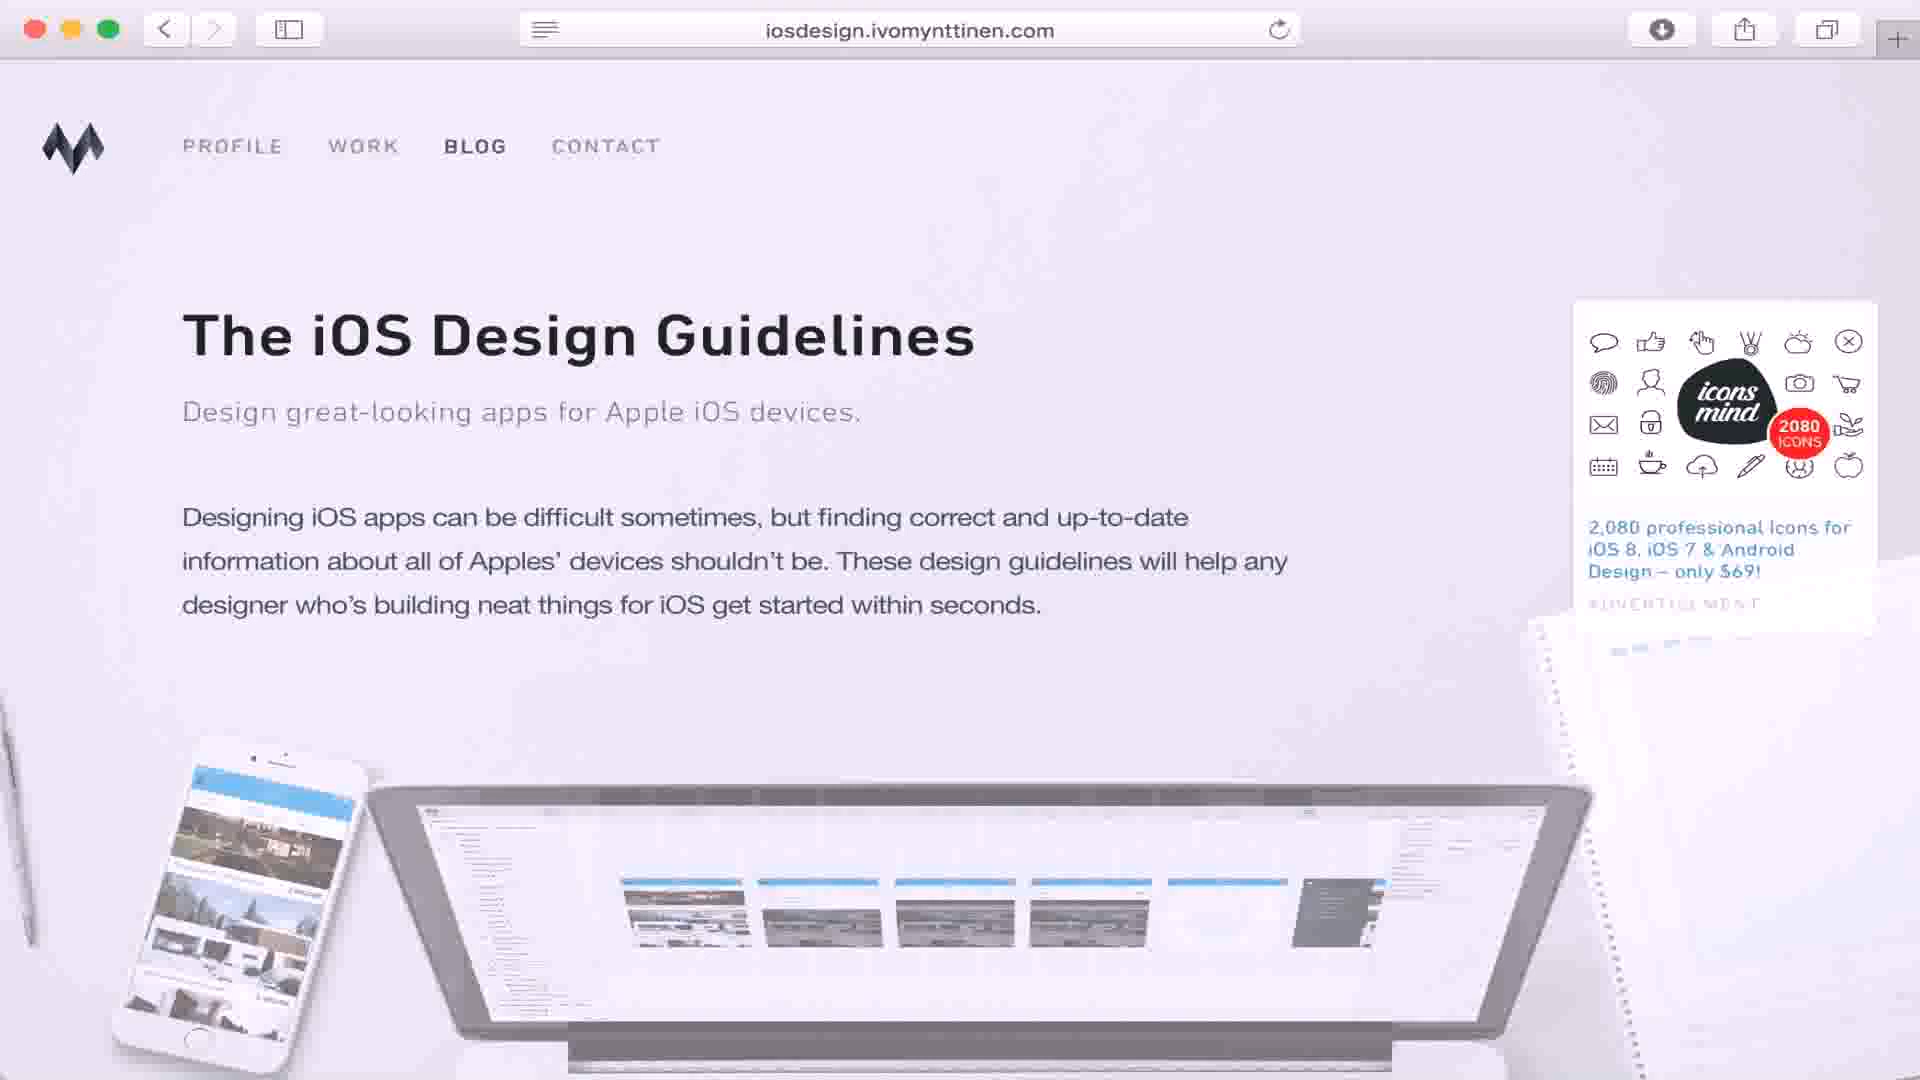 iosdesign.ivomynttinen.com
PROFILE WORK BLOG CONTACT
The iOS Design Guidelines
Design great-looking apps for Apple iOS devices.
Designing iOS apps can be difficult sometimes, but finding correct and up-to-date
information about all of Apples’ devices shouldn’t be. These design guidelines will help any
designer who’s building neat things for iOS get started within seconds.
icons
mind
2080
ICONS
2,080 professional Icons for
iOS 8, iOS 7 & Android
Design – only $69!
ADVERTISEMENT